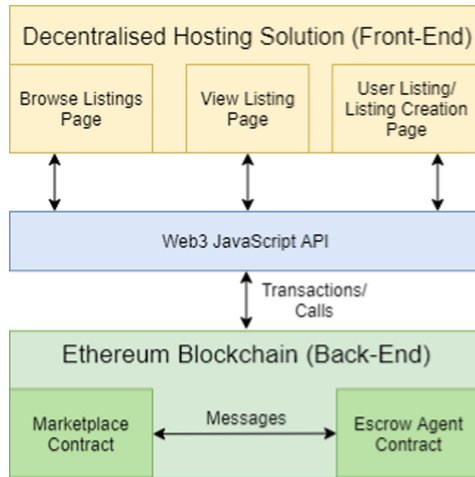 Decentralised Hosting Solution (Front-End)
Browse Listings
Page
View Listing
Page
User Listing/
Listing Creation
Page
Web3 JavaScript API
Transactions/
Calls
Ethereum Blockchain (Back-End)
Marketplace
Contract
Messages
Escrow Agent
Contract